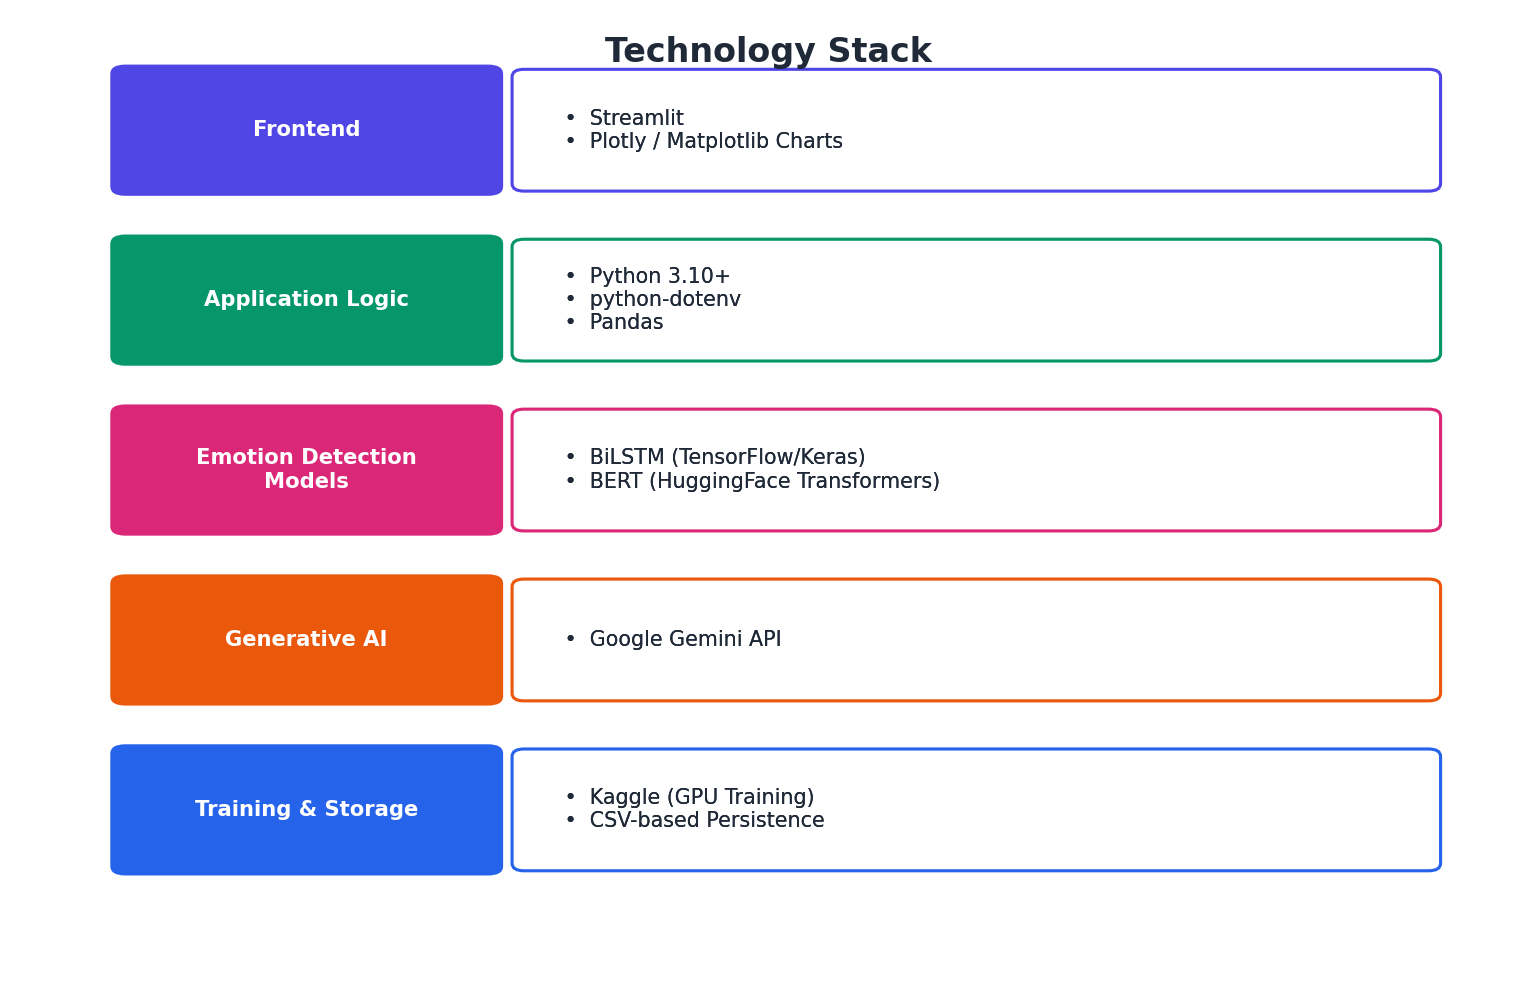 Technology Stack
Frontend
• Streamlit
• Plotly / Matplotlib Charts
Application Logic
• Python 3.10+
• python-dotenv
• Pandas
Emotion Detection
Models
• BiLSTM (TensorFlow/Keras)
• BERT (HuggingFace Transformers)
Generative AI
• Google Gemini API
Training & Storage
• Kaggle (GPU Training)
• CSV-based Persistence